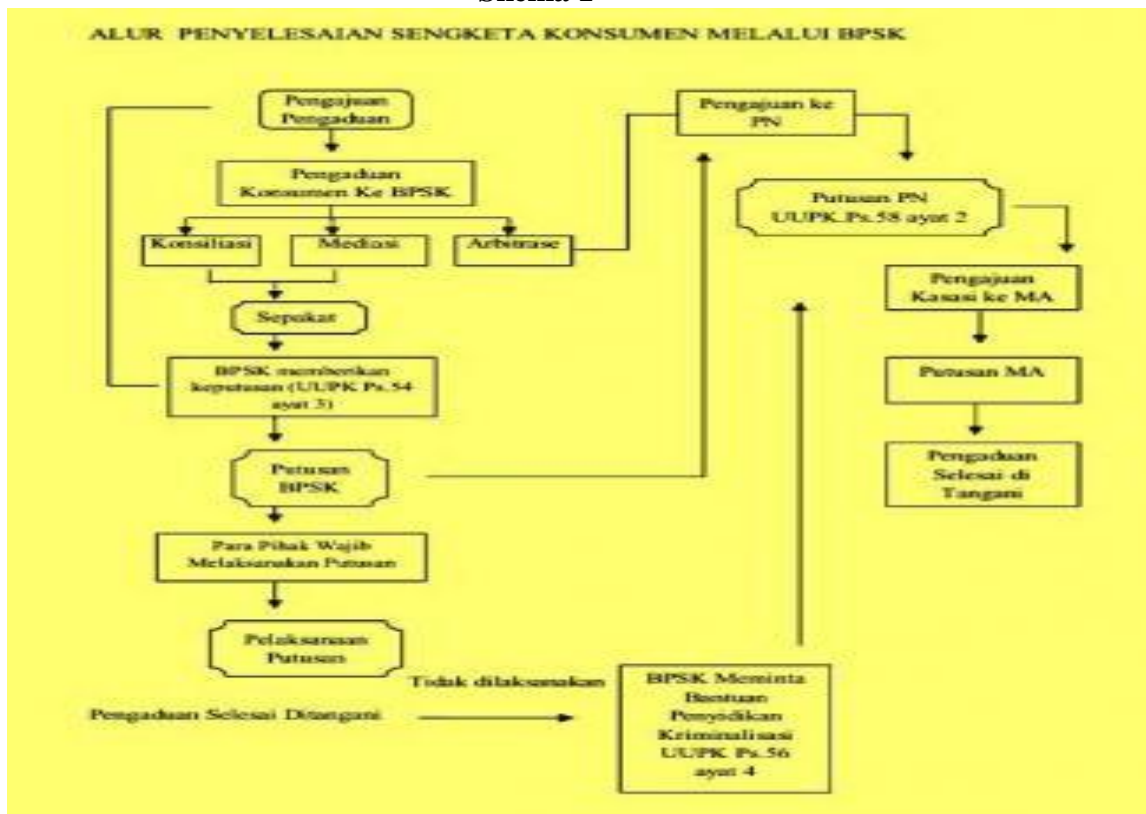 ALUR PENYELESAIAN SENGKETA KONSUMEN MELALUI BPSK
Pengajuan
Pengaduan
Pengaduan
Konsumen Ke BPSK
Konsiliasi
Mediasi
Arbitrase
Sepakat
BPSK memberikan
keputusan (UUPK Ps.54
ayat 3)
Putusan
BPSK
Para Pihak Wajib
Melaksanakan Putusan
Pelaksanaan
Putusan
Tidak dilaksanakan
Pengaduan Selesai Ditangani
BPSK Meminta
Bantuan
Penyidikan
Kriminalisasi
UUPK Ps.56
ayat 4
Pengajuan ke
PN
Putusan PN
UUPK.Ps.58 ayat 2
Pengajuan
Kasasi ke MA
Putusan MA
Pengaduan
Selesai di
Tangani